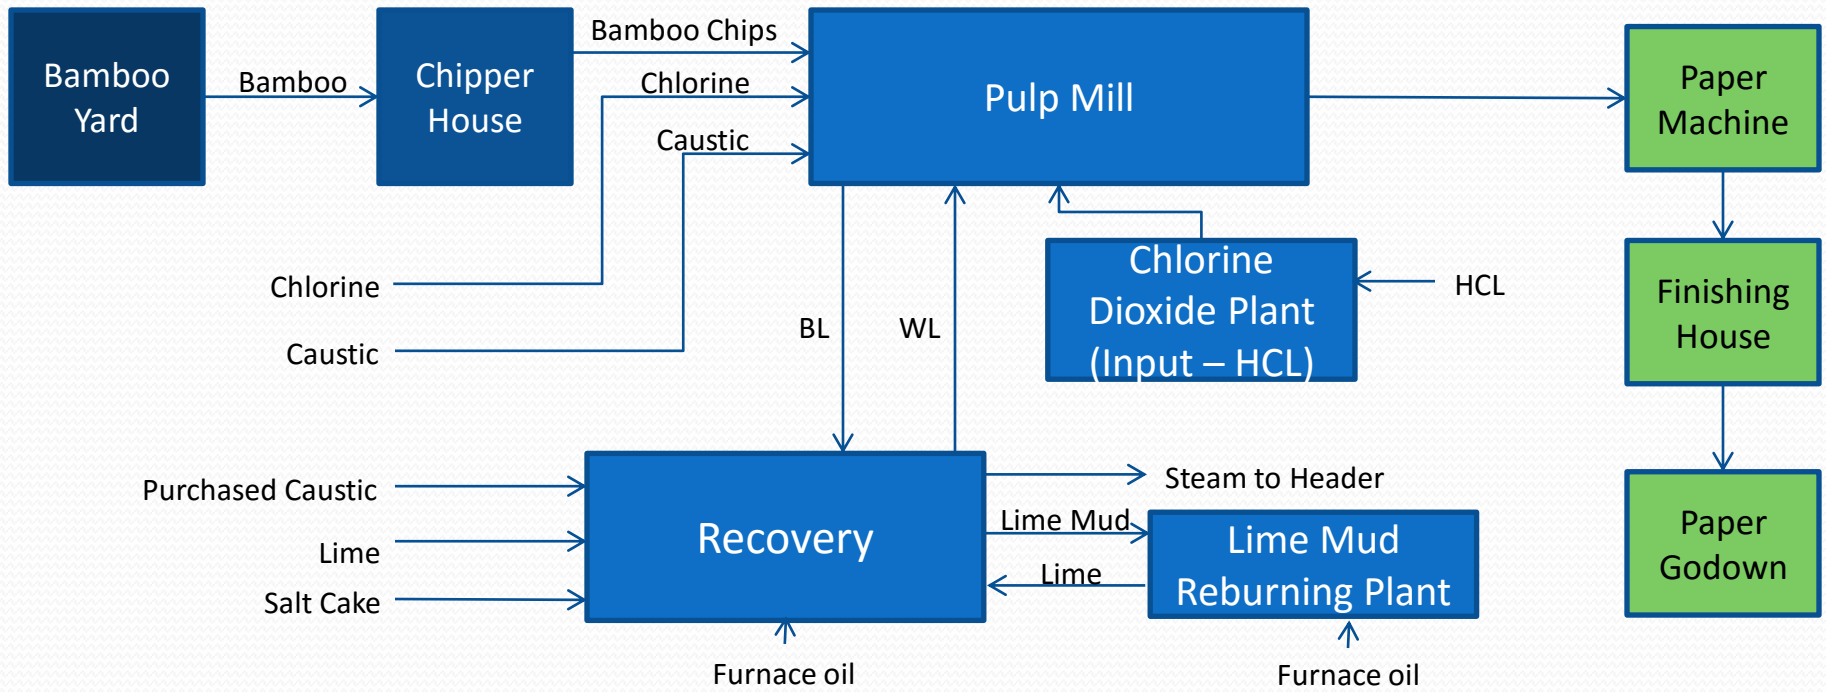 Bamboo
Yard
Bamboo
Chipper
House
Bamboo Chips
Chlorine
Caustic
Pulp Mill
Paper
Machine
Chlorine
Caustic
BL
WL
Chlorine
Dioxide Plant
(Input – HCL)
HCL
Finishing
House
Purchased Caustic
Lime
Salt Cake
Recovery
Steam to Header
Lime Mud
Lime
Lime Mud
Reburning Plant
Paper
Godown
Furnace oil
Furnace oil